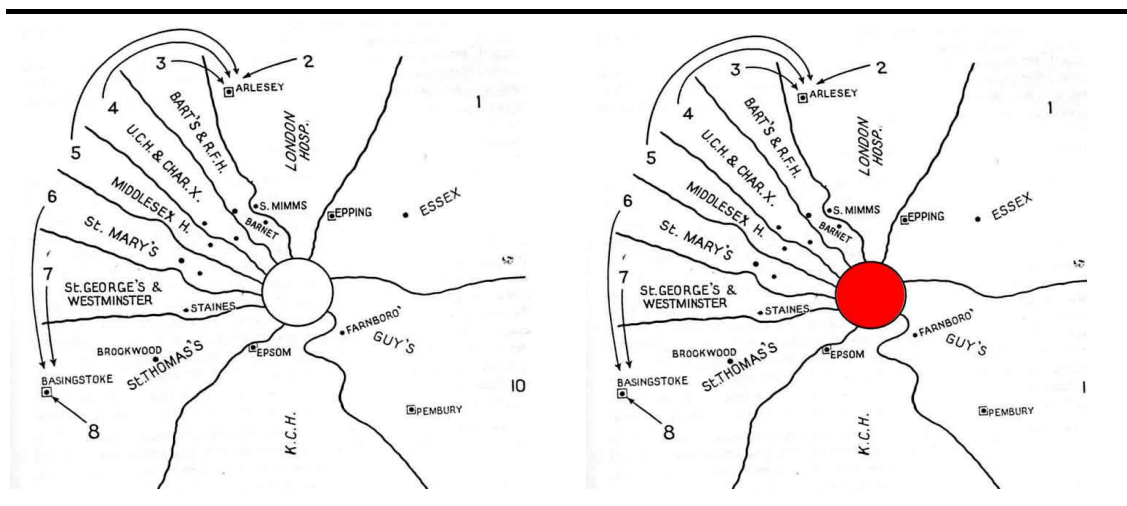 3
2
ARLESEY
1
4
BART'S & R.F.H.
LONDON
HOSP.
U.C.H. & CHAR. X.
5
MIDDLESEX H.
6
S. MIMMS
BARNET
EPPING
ESSEX
St. MARY'S
7
St. GEORGE'S &
WESTMINSTER
STAINES
FARNBORO'
GUY'S
BROOKWOOD
St. THOMAS'S
EPSOM
BASINGSTOKE
10
PEMBURY
8
K.C.H.
3
2
ARLESEY
1
4
BART'S & R.F.H.
LONDON
HOSP.
U.C.H. & CHAR. X.
5
MIDDLESEX H.
6
S. MIMMS
BARNET
EPPING
ESSEX
St. MARY'S
7
St. GEORGE'S &
WESTMINSTER
STAINES
FARNBORO'
GUY'S
BROOKWOOD
St. THOMAS'S
EPSOM
BASINGSTOKE
PEMBURY
8
K.C.H.